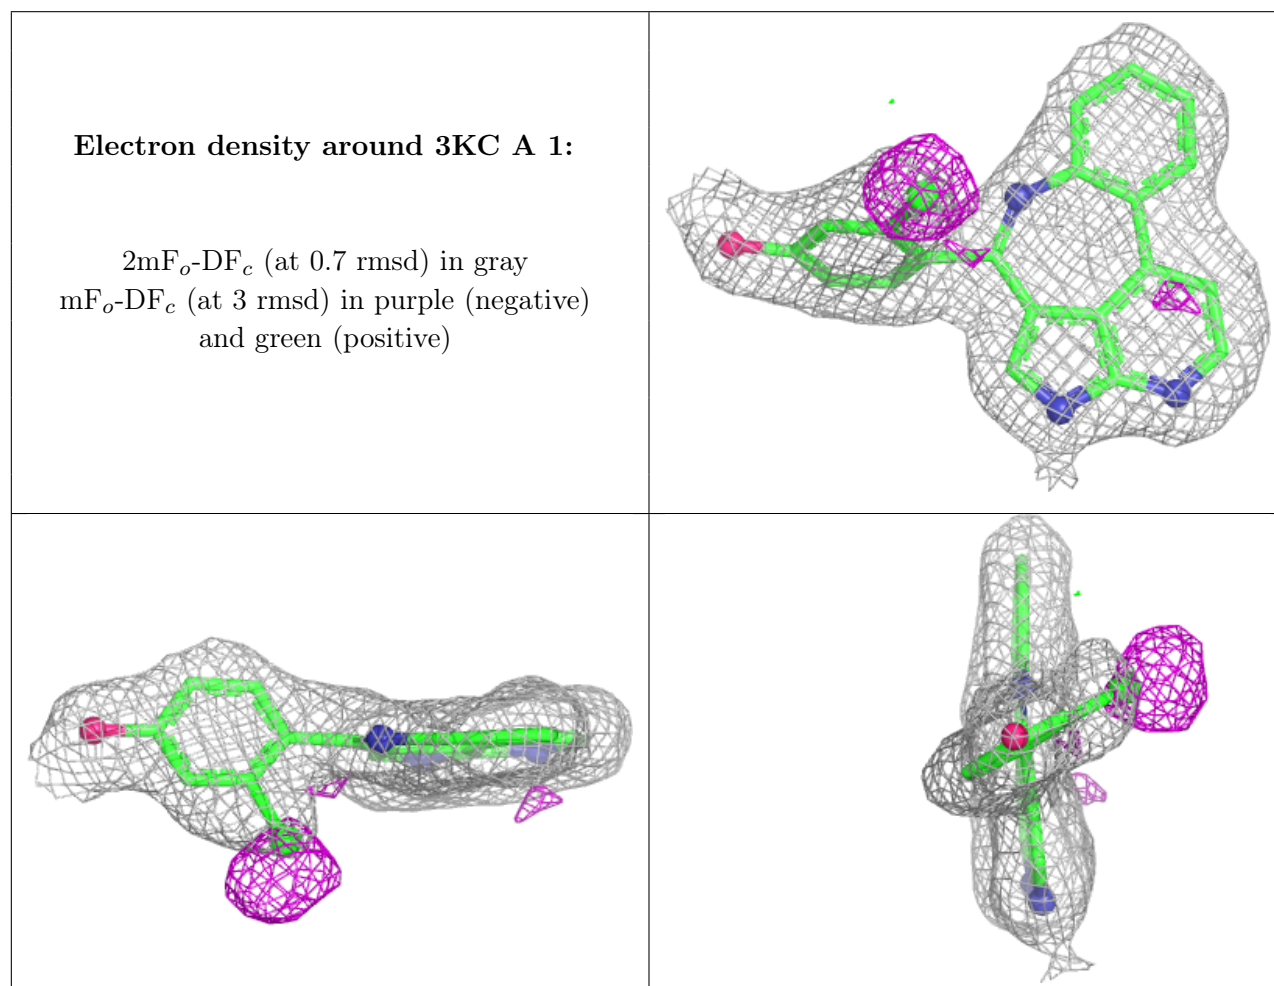 Electron density around 3KC A 1:
2mFo-DFc (at 0.7 rmsd) in gray
mFo-DFc (at 3 rmsd) in purple (negative)
and green (positive)